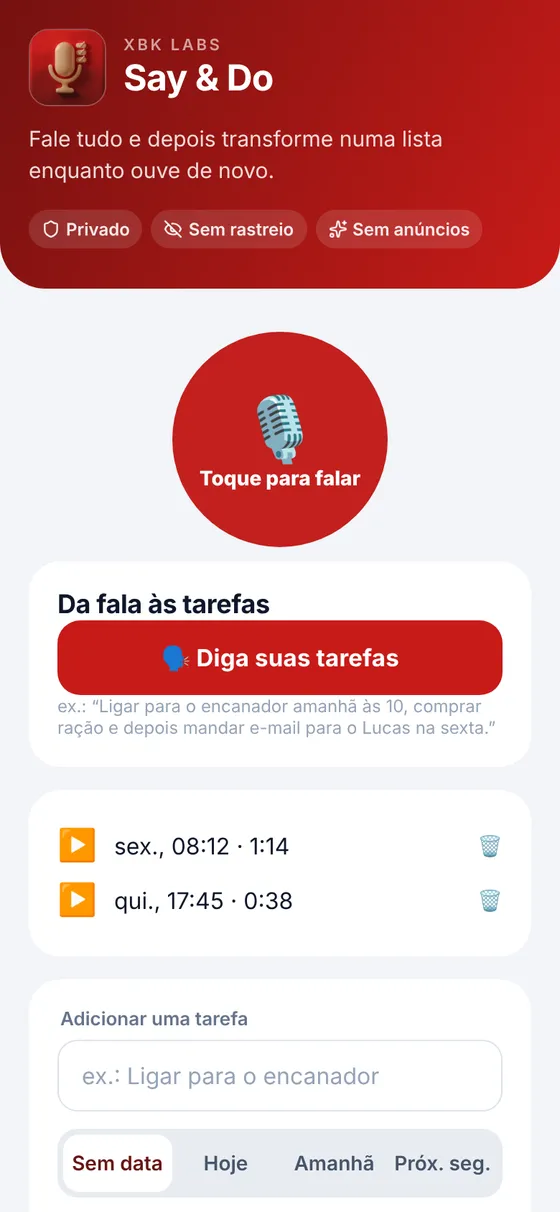 XBK LABS
Say & Do
Fale tudo e depois transforme numa lista
enquanto ouve de novo.
Privado
Sem rastreio
Sem anúncios
Toque para falar
Da fala às tarefas
Diga suas tarefas
ex.: “Ligar para o encanador amanhã às 10, comprar
ração e depois mandar e-mail para o Lucas na sexta.”
sex., 08:12 · 1:14
qui., 17:45 · 0:38
Adicionar uma tarefa
ex.: Ligar para o encanador
Sem data
Hoje
Amanhã
Próx. seg.